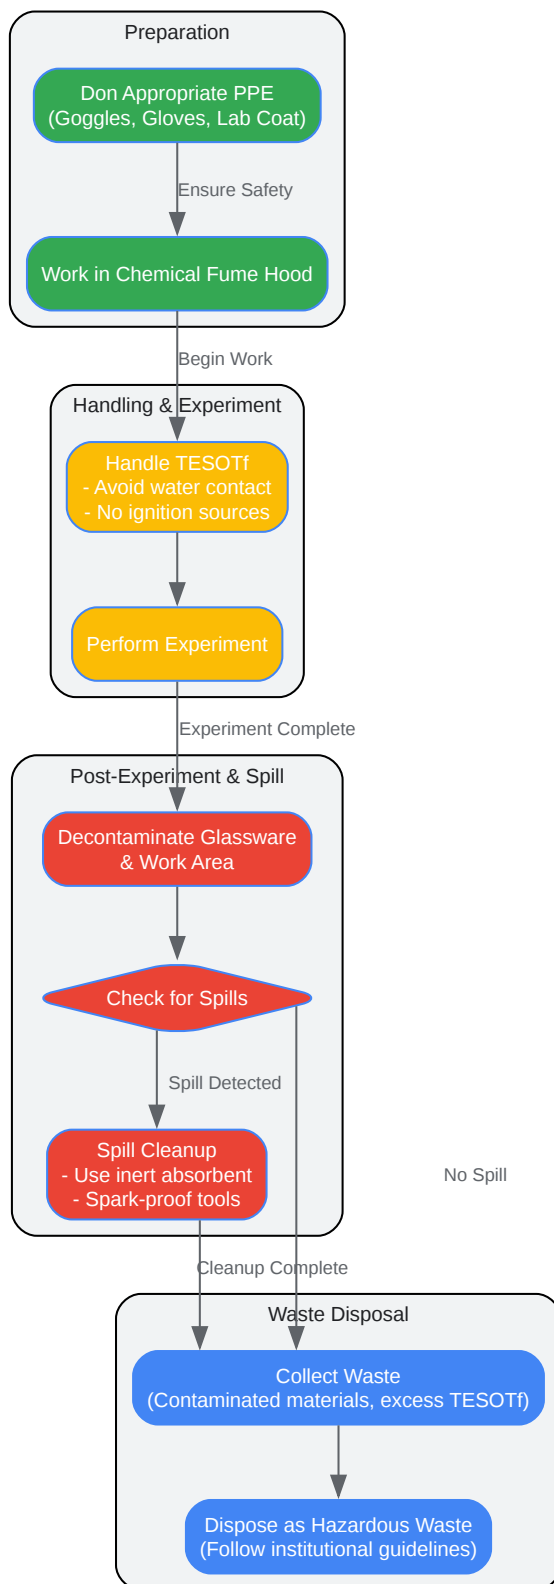 Preparation
Don Appropriate PPE
(Goggles, Gloves, Lab Coat)
Ensure Safety
Work in Chemical Fume Hood
Begin Work
Handling & Experiment
Handle TESOTf
- Avoid water contact
- No ignition sources
Perform Experiment
Experiment Complete
Post-Experiment & Spill
Decontaminate Glassware
& Work Area
Check for Spills
Spill Detected
Spill Cleanup
- Use inert absorbent
- Spark-proof tools
No Spill
Cleanup Complete
Waste Disposal
Collect Waste
(Contaminated materials, excess TESOTf)
Dispose as Hazardous Waste
(Follow institutional guidelines)